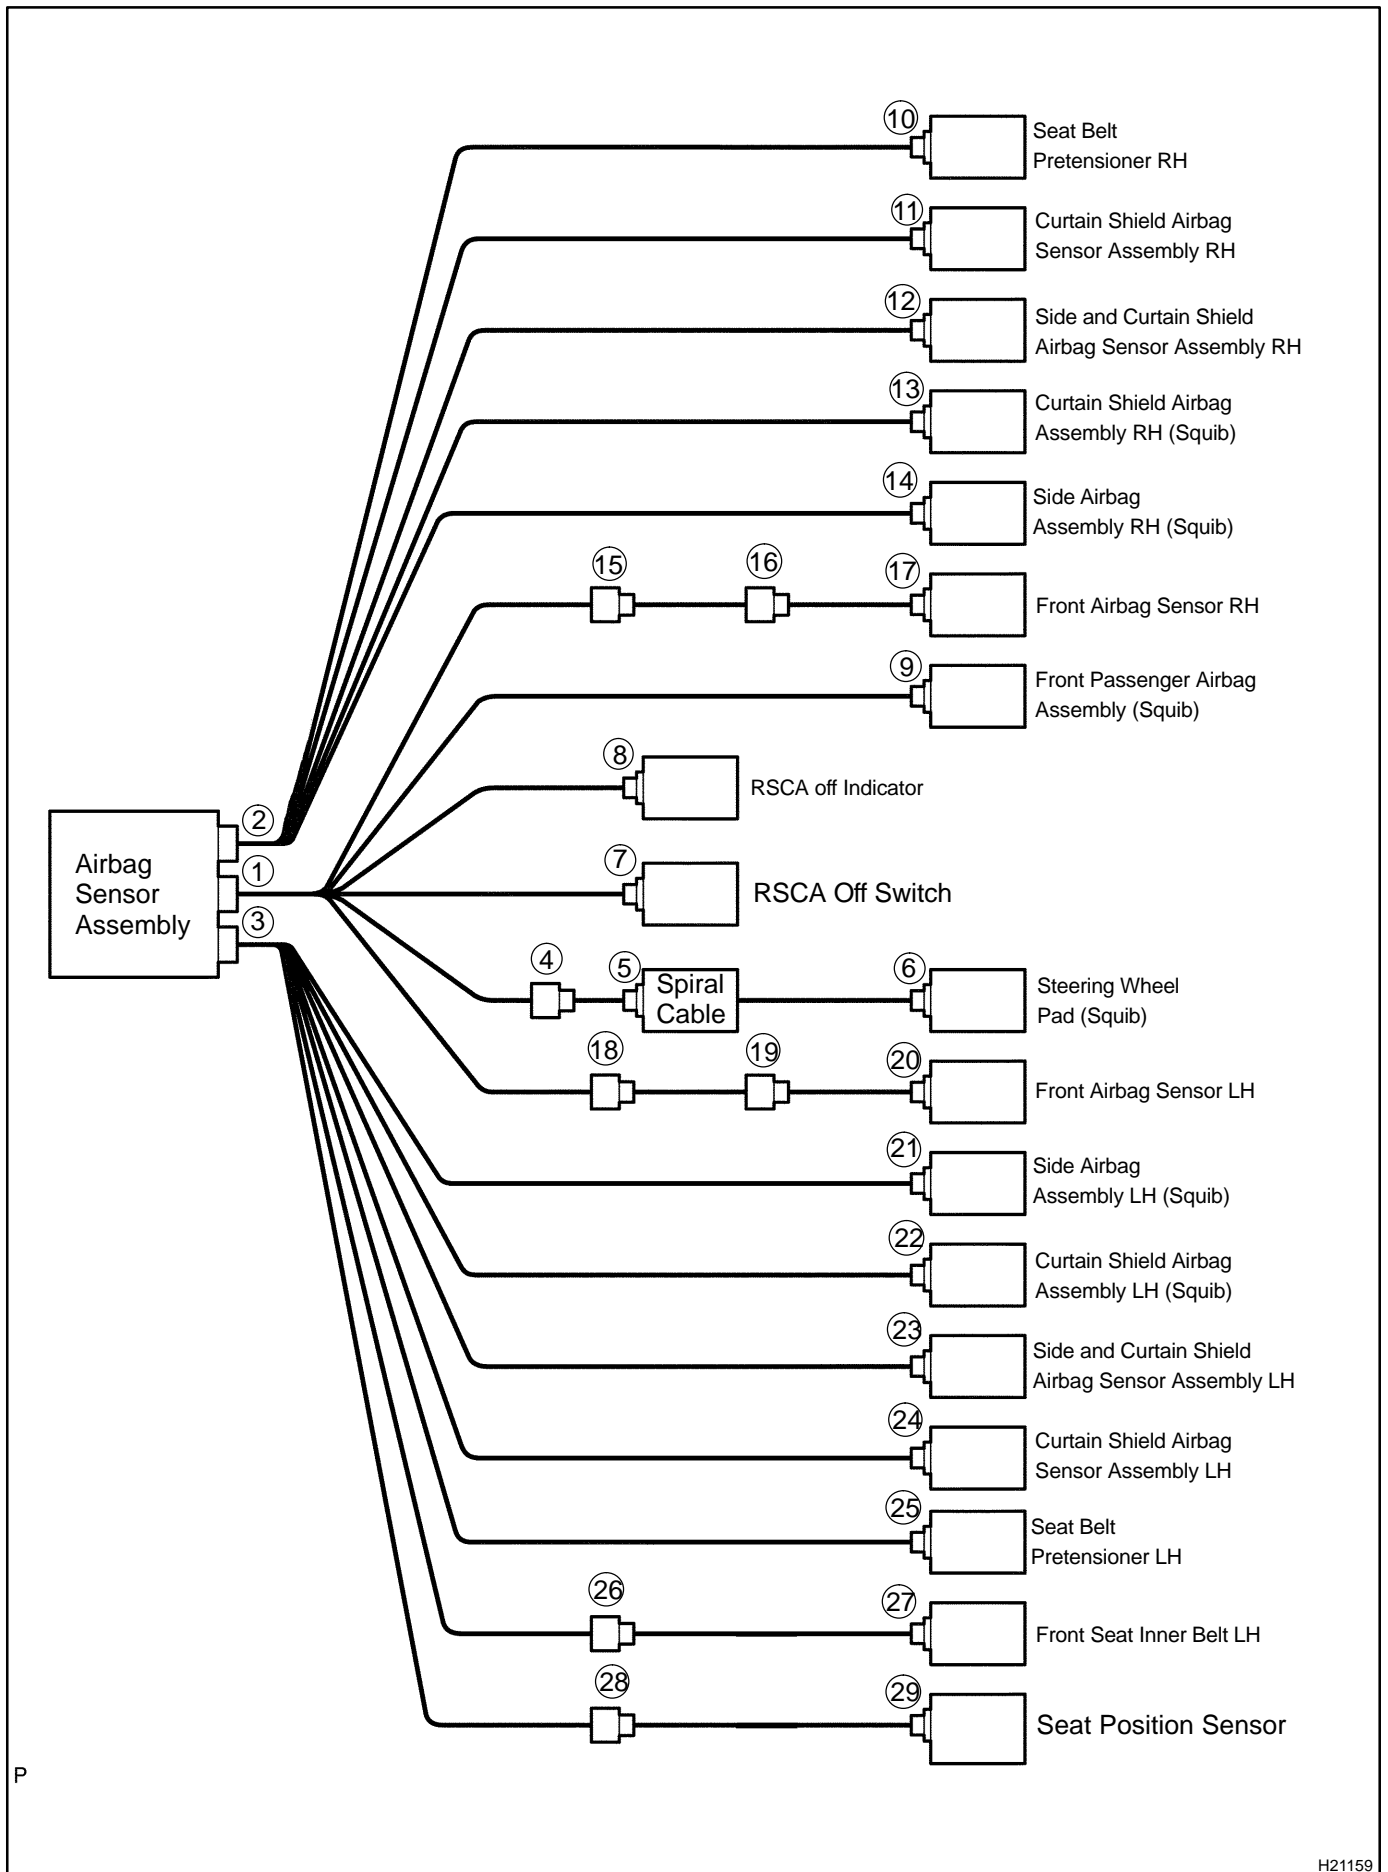 10
Seat Belt
Pretensioner RH
11
Curtain Shield Airbag
Sensor Assembly RH
12
Side and Curtain Shield
Airbag Sensor Assembly RH
13
Curtain Shield Airbag
Assembly RH (Squib)
14
Side Airbag
Assembly RH (Squib)
15
16
17
Front Airbag Sensor RH
9
Front Passenger Airbag
Assembly (Squib)
8
RSCA off Indicator
2
1
3
Airbag
Sensor
Assembly
7
RSCA Off Switch
4
5
Spiral
Cable
6
Steering Wheel
Pad (Squib)
18
19
20
Front Airbag Sensor LH
21
Side Airbag
Assembly LH (Squib)
22
Curtain Shield Airbag
Assembly LH (Squib)
23
Side and Curtain Shield
Airbag Sensor Assembly LH
24
Curtain Shield Airbag
Sensor Assembly LH
25
Seat Belt
Pretensioner LH
26
27
Front Seat Inner Belt LH
28
29
Seat Position Sensor
P
H21159